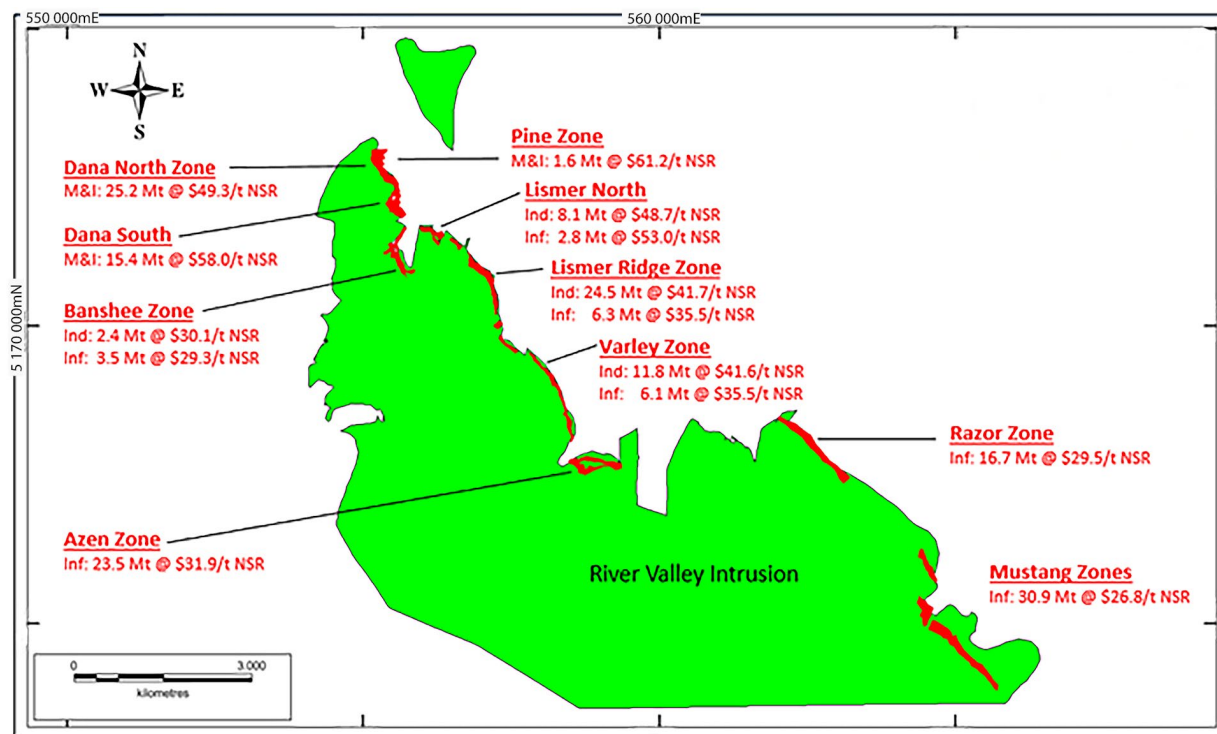 550 000mE
560 000mE
N
W E
S
5 170 000mN
Pine Zone
M&I: 1.6 Mt @ $61.2/t NSR
Dana North Zone
M&I: 25.2 Mt @ $49.3/t NSR
Lismer North
Ind: 8.1 Mt @ $48.7/t NSR
Inf: 2.8 Mt @ $53.0/t NSR
Dana South
M&I: 15.4 Mt @ $58.0/t NSR
Lismer Ridge Zone
Ind: 24.5 Mt @ $41.7/t NSR
Inf: 6.3 Mt @ $35.5/t NSR
Banshee Zone
Ind: 2.4 Mt @ $30.1/t NSR
Inf: 3.5 Mt @ $29.3/t NSR
Varley Zone
Ind: 11.8 Mt @ $41.6/t NSR
Inf: 6.1 Mt @ $35.5/t NSR
Razor Zone
Inf: 16.7 Mt @ $29.5/t NSR
Azen Zone
Inf: 23.5 Mt @ $31.9/t NSR
River Valley Intrusion
Mustang Zones
Inf: 30.9 Mt @ $26.8/t NSR
0 3.000
kilometres